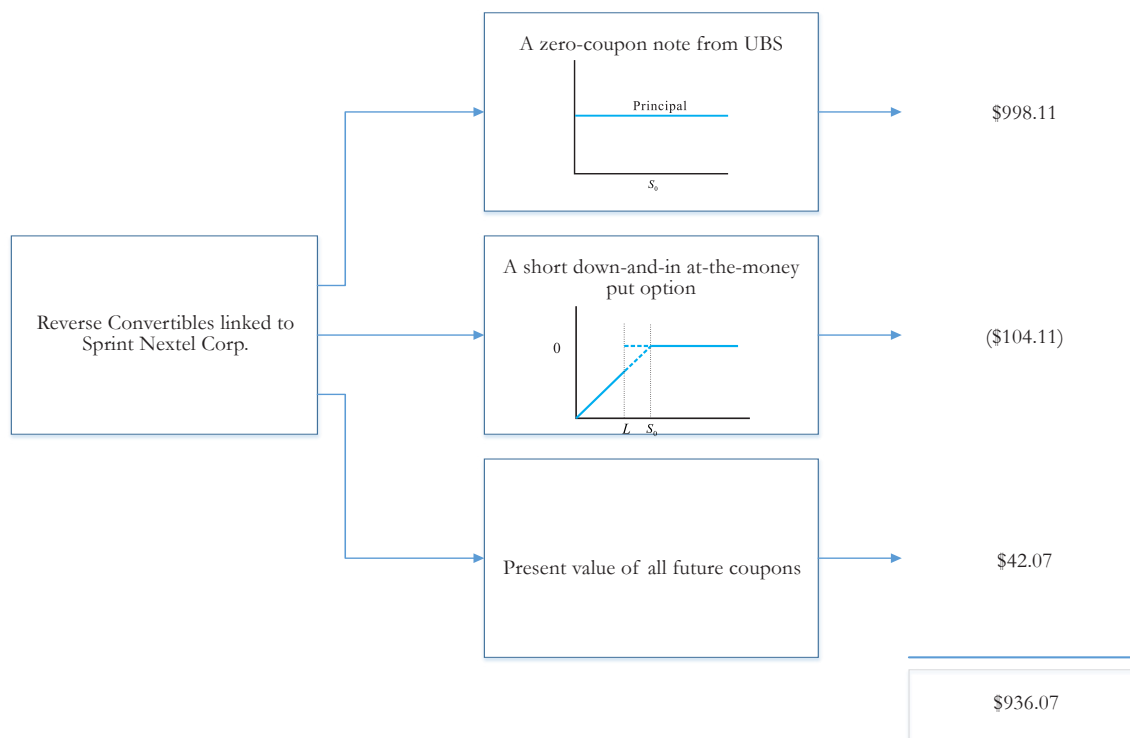 A zero-coupon note from UBS
Principal
S₀
$998.11
Reverse Convertibles linked to
Sprint Nextel Corp.
A short down-and-in at-the-money
put option
0
L S₀
($104.11)
Present value of all future coupons
$42.07
$936.07